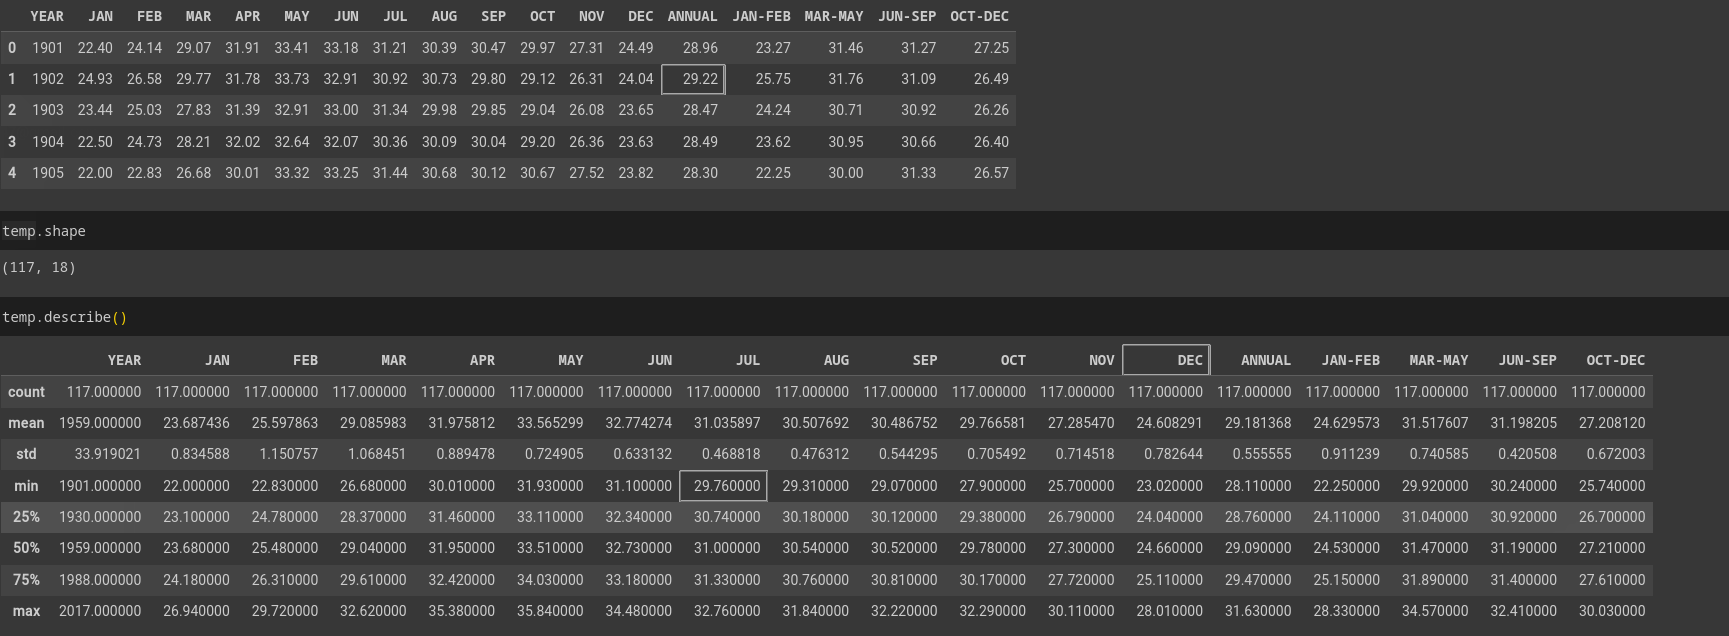 YEAR JAN FEB MAR APR MAY JUN JUL AUG SEP OCT NOV DEC ANNUAL JAN-FEB MAR-MAY JUN-SEP OCT-DEC
0 1901 22.40 24.14 29.07 31.91 33.41 33.18 31.21 30.39 30.47 29.97 27.31 24.49 28.96 23.27 31.46 31.27 27.25
1 1902 24.93 26.58 29.77 31.78 33.73 32.91 30.92 30.73 29.80 29.12 26.31 24.04 29.22 25.75 31.76 31.09 26.49
2 1903 23.44 25.03 27.83 31.39 32.91 33.00 31.34 29.98 29.85 29.04 26.08 23.65 28.47 24.24 30.71 30.92 26.26
3 1904 22.50 24.73 28.21 32.02 32.64 32.07 30.36 30.09 30.04 29.20 26.36 23.63 28.49 23.62 30.95 30.66 26.40
4 1905 22.00 22.83 26.68 30.01 33.32 33.25 31.44 30.68 30.12 30.67 27.52 23.82 28.30 22.25 30.00 31.33 26.57
temp.shape
(117, 18)
temp.describe()
YEAR JAN FEB MAR APR MAY JUN JUL AUG SEP OCT NOV DEC ANNUAL JAN-FEB MAR-MAY JUN-SEP OCT-DEC
count 117.000000 117.000000 117.000000 117.000000 117.000000 117.000000 117.000000 117.000000 117.000000 117.000000 117.000000 117.000000 117.000000 117.000000 117.000000 117.000000 117.000000 117.000000
mean 1959.000000 23.687436 25.597863 29.085983 31.975812 33.565299 32.774274 31.035897 30.507692 30.486752 29.766581 27.285470 24.608291 29.181368 24.629573 31.517607 31.198205 27.208120
std 33.919021 0.834588 1.150757 1.068451 0.889478 0.724905 0.633132 0.468818 0.476312 0.544295 0.705492 0.714518 0.782644 0.555555 0.911239 0.740585 0.420508 0.672003
min 1901.000000 22.000000 22.830000 26.680000 30.010000 31.930000 31.100000 29.760000 29.310000 29.070000 27.900000 25.700000 23.020000 28.110000 22.250000 29.920000 30.240000 25.740000
25% 1930.000000 23.100000 24.780000 28.370000 31.460000 33.110000 32.340000 30.740000 30.180000 30.120000 29.380000 26.790000 24.040000 28.760000 24.110000 31.040000 30.920000 26.700000
50% 1959.000000 23.680000 25.480000 29.040000 31.950000 33.510000 32.730000 31.000000 30.540000 30.520000 29.780000 27.300000 24.660000 29.090000 24.530000 31.470000 31.190000 27.210000
75% 1988.000000 24.180000 26.310000 29.610000 32.420000 34.030000 33.180000 31.330000 30.760000 30.810000 30.170000 27.720000 25.110000 29.470000 25.150000 31.890000 31.400000 27.610000
max 2017.000000 26.940000 29.720000 32.620000 35.380000 35.840000 34.480000 32.760000 31.840000 32.220000 32.290000 30.110000 28.010000 31.630000 28.330000 34.570000 32.410000 30.030000